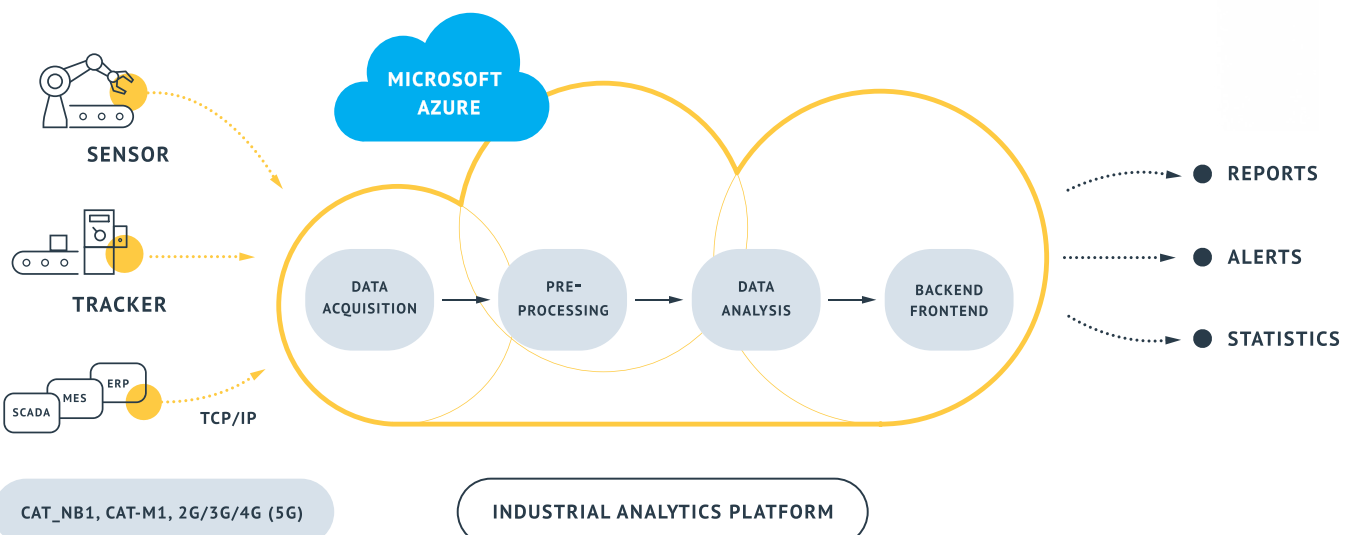 MICROSOFT
AZURE
SENSOR
TRACKER
ERP
MES
SCADA
TCP/IP
DATA
ACQUISITION
PRE-
PROCESSING
DATA
ANALYSIS
BACKEND
FRONTEND
REPORTS
ALERTS
STATISTICS
CAT_NB1, CAT-M1, 2G/3G/4G (5G)
INDUSTRIAL ANALYTICS PLATFORM